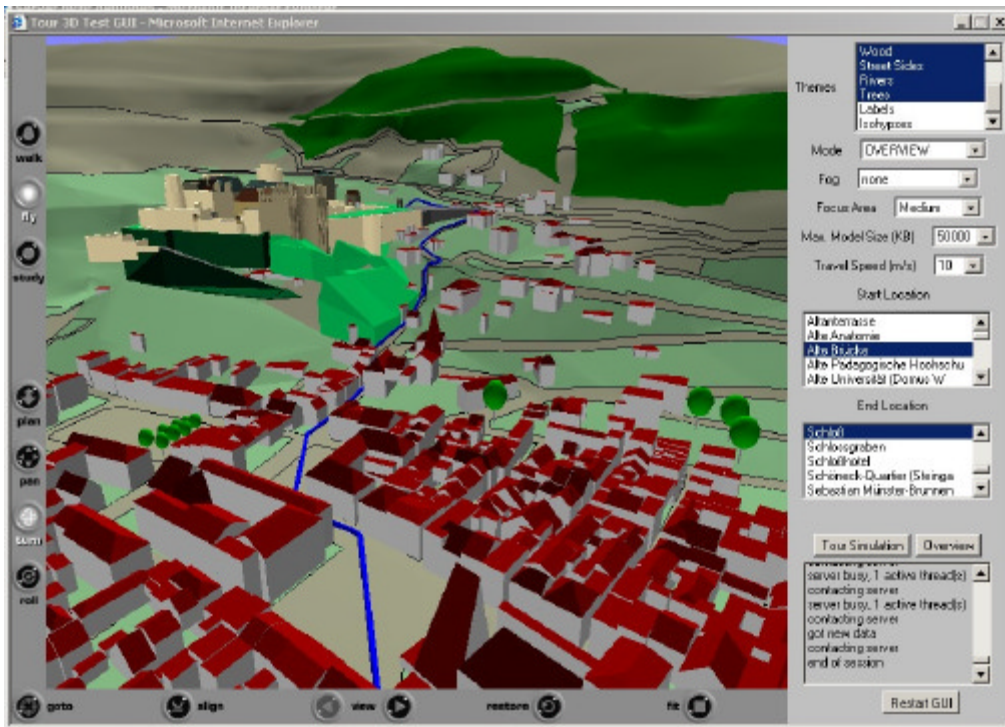 Tour 3D Test GUI - Microsoft Internet Explorer
walk
fly
study
plan
pan
turn
roll
goto
align
view
restore
fit
Themes
Wood
Street Sides
Rivers
Trees
Labels
Isohypses
Mode OVERVIEW
Fog none
Focus Area Medium
Max. Model Size (KB) 50000
Travel Speed (m/s) 10
Start Location
Altanterrasse
Alte Anatomie
Alte Brücke
Alte Pädagogische Hochschu
Alte Universität (Domus W
End Location
Schloß
Schlossgraben
Schloßhotel
Schöneck-Quartier (Steinga
Sebastian Münster-Brunnen
Tour Simulation Overview
contacting server
server busy, 1 active thread(s)
contacting server
server busy, 1 active thread(s)
contacting server
got new data
contacting server
end of session
Restart GUI